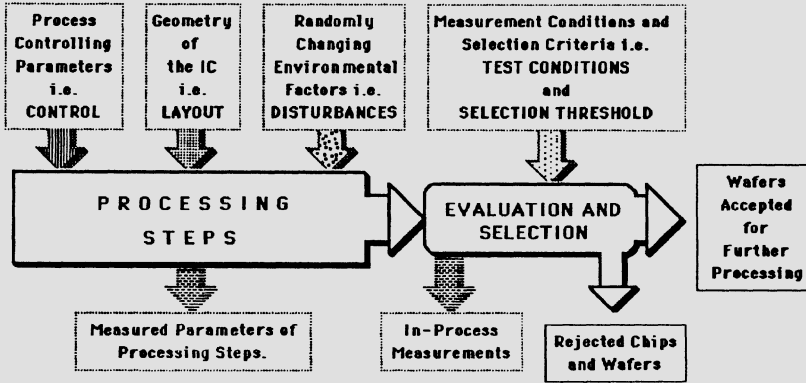 Process
Controlling
Parameters
i.e.
CONTROL
Geometry
of
the IC
i.e.
LAYOUT
Randomly
Changing
Environmental
Factors i.e.
DISTURBANCES
Measurement Conditions and
Selection Criteria i.e.
TEST CONDITIONS
and
SELECTION THRESHOLD
PROCESSING
STEPS
EVALUATION AND
SELECTION
Wafers
Accepted
for
Further
Processing
Measured Parameters of
Processing Steps.
In-Process
Measurements
Rejected Chips
and Wafers